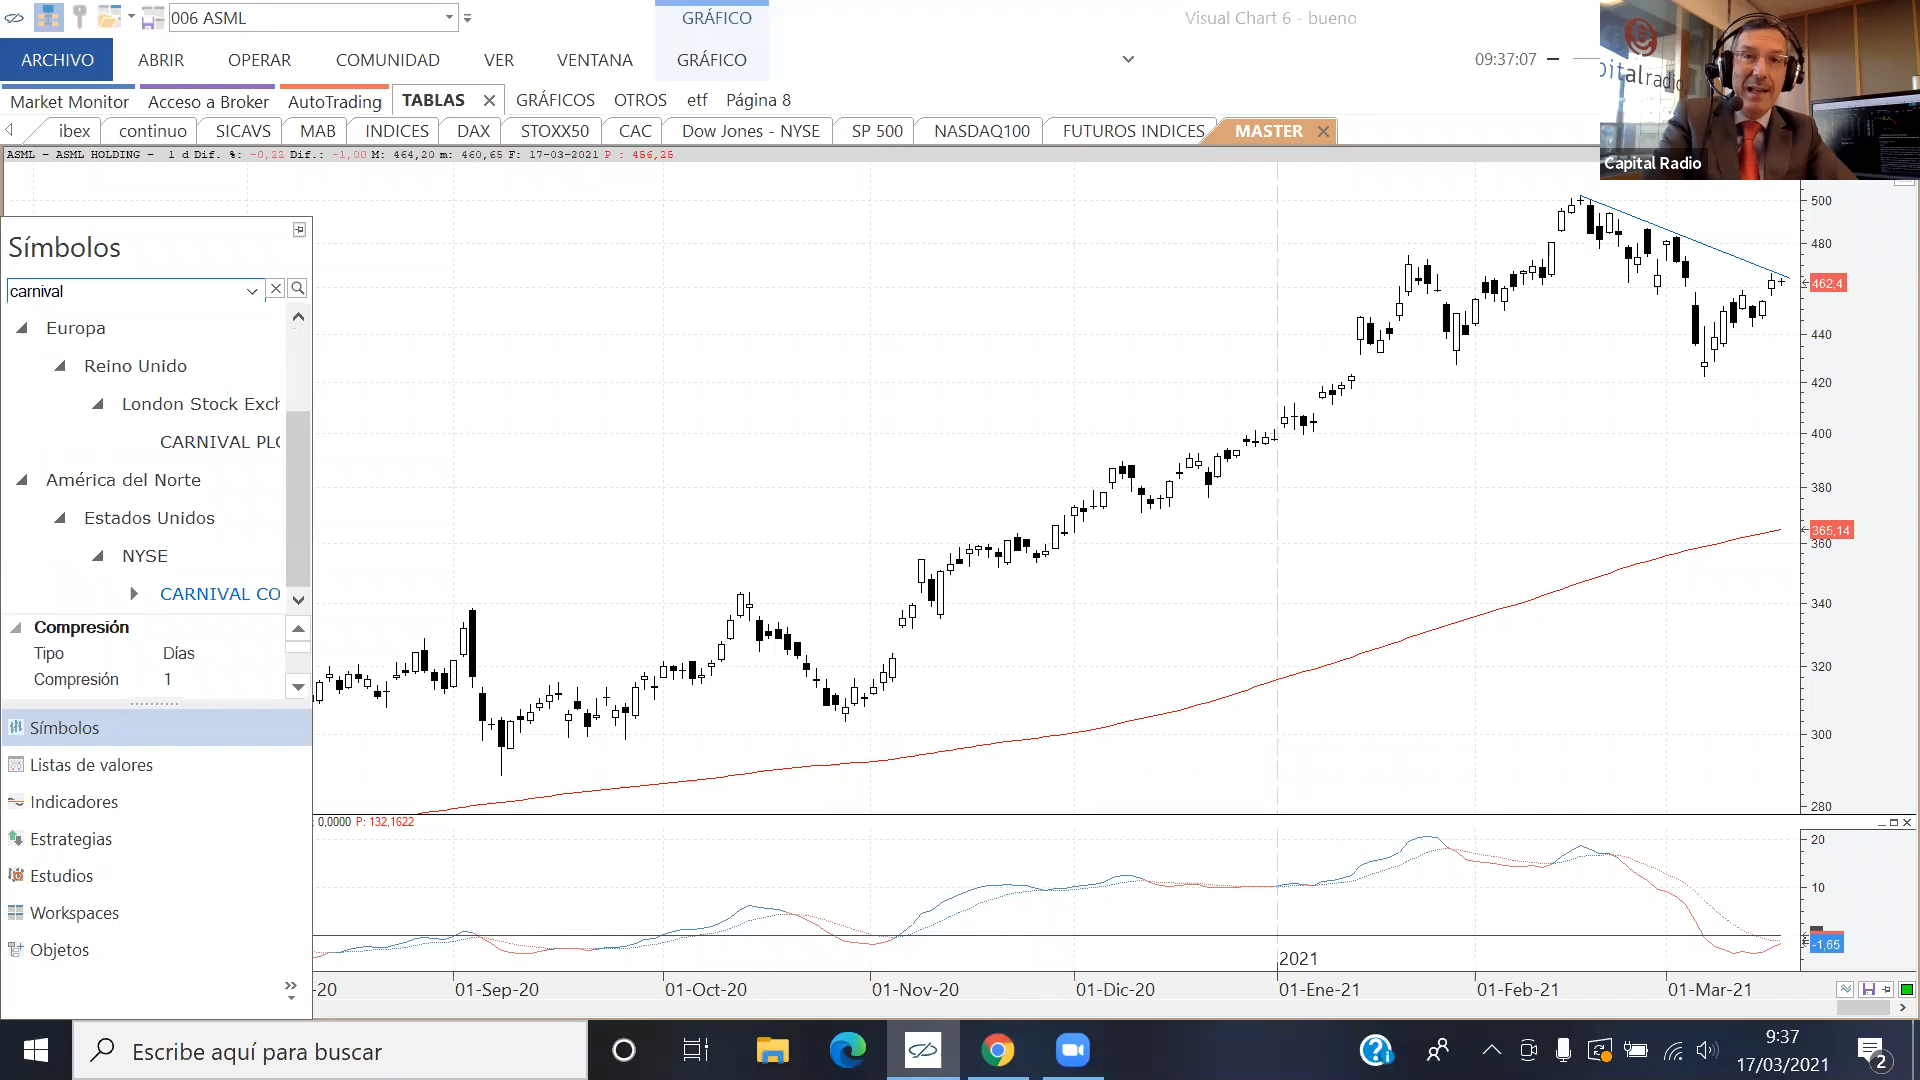 006 ASML
GRÁFICO
Visual Chart 6 - bueno
ARCHIVO
ABRIR
OPERAR
COMUNIDAD
VER
VENTANA
GRÁFICO
09:37:07
Market Monitor
Acceso a Broker
AutoTrading
TABLAS
GRÁFICOS
OTROS
etf
Página 8
ibex
continuo
SICAVS
MAB
INDICES
DAX
STOXX50
CAC
Dow Jones - NYSE
SP 500
NASDAQ100
FUTUROS INDICES
MASTER
Capital Radio
ASML - ASML HOLDING - 1 d Dif. %: -0,22 Dif.: -1,00 M: 464,20 m: 460,65 F: 17-03-2021 P : 456,25
Símbolos
carnival
Europa
Reino Unido
London Stock Exch
CARNIVAL PLC
América del Norte
Estados Unidos
NYSE
CARNIVAL CO
Compresión
Tipo Días
Compresión 1
Símbolos
Listas de valores
Indicadores
Estrategias
Estudios
Workspaces
Objetos
500
480
462,4
440
420
400
380
365,14
360
340
320
300
280
: 0,0000 P: 132,1622
20
10
-1,65
2021
-20
01-Sep-20
01-Oct-20
01-Nov-20
01-Dic-20
01-Ene-21
01-Feb-21
01-Mar-21
Escribe aquí para buscar
9:37
17/03/2021
2